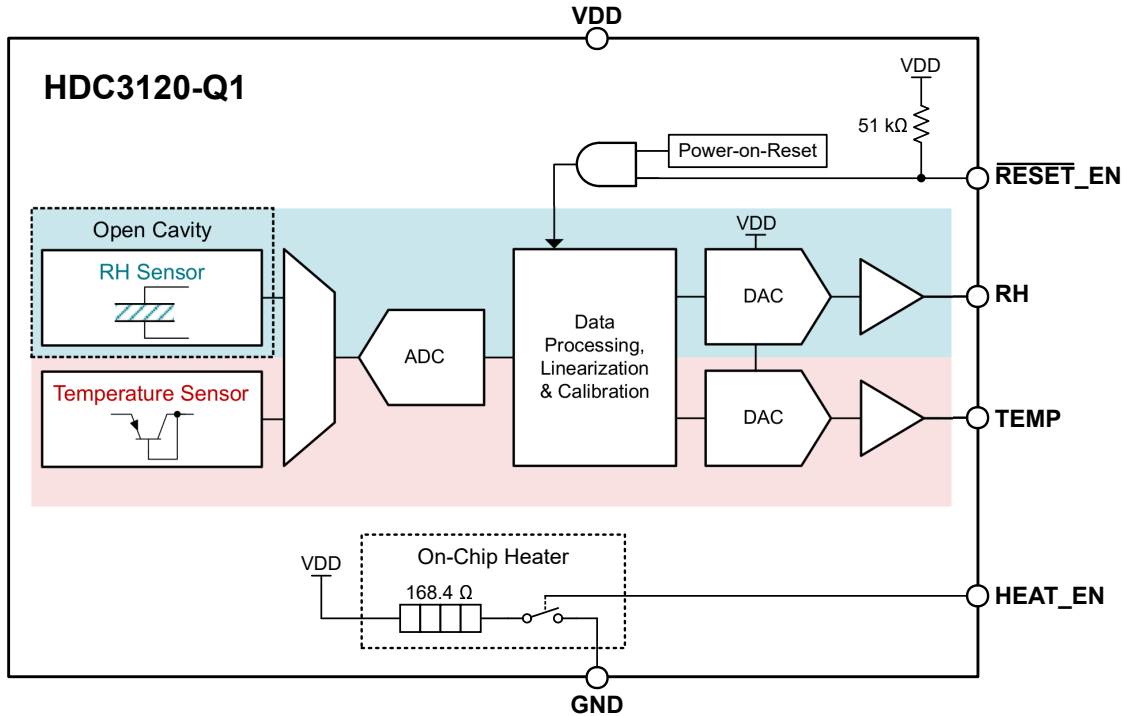 VDD
HDC3120-Q1
VDD
51 kΩ
Power-on-Reset
RESET_EN
Open Cavity
RH Sensor
VDD
DAC
RH
ADC
Data
Processing,
Linearization
& Calibration
Temperature Sensor
DAC
TEMP
On-Chip Heater
VDD
168.4 Ω
HEAT_EN
GND